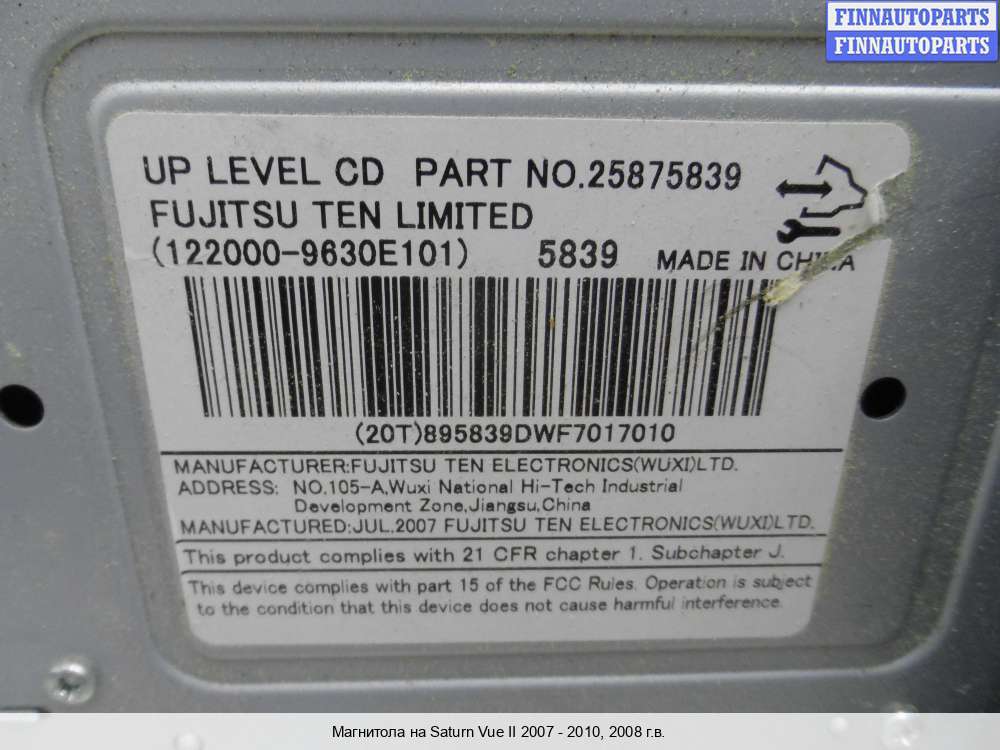 FINNAUTOPARTS
FINNAUTOPARTS
UP LEVEL CD PART NO.25875839
FUJITSU TEN LIMITED
(122000-9630E101) 5839 MADE IN CHINA
(20T)895839DWF7017010
MANUFACTURER:FUJITSU TEN ELECTRONICS(WUXI)LTD.
ADDRESS: NO.105-A,Wuxi National Hi-Tech Industrial
Development Zone,Jiangsu,China
MANUFACTURED:JUL.2007 FUJITSU TEN ELECTRONICS(WUXI)LTD.
This product complies with 21 CFR chapter 1. Subchapter J.
This device complies with part 15 of the FCC Rules. Operation is subject
to the condition that this device does not cause harmful interference.
Магнитола на Saturn Vue II 2007 - 2010, 2008 г.в.